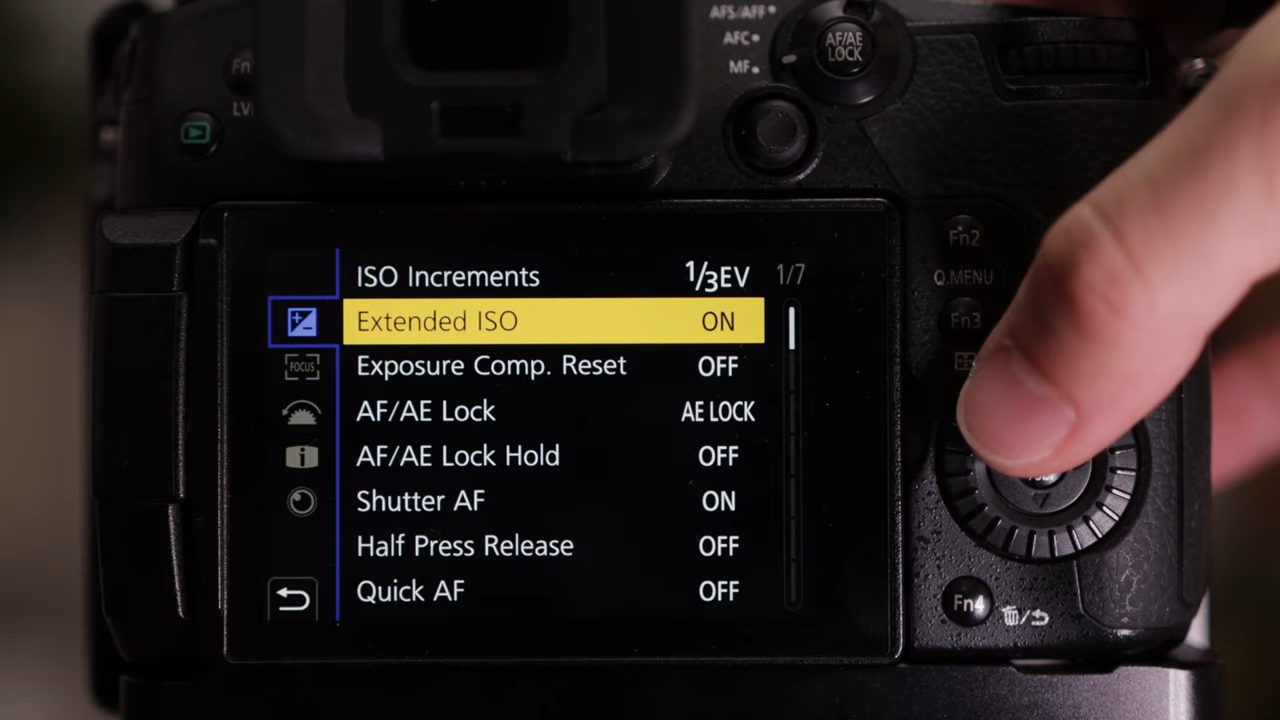 AFS/AFF
AFC
MF
AF/AE
LOCK
Fn
LV
Fn2
Q.MENU
Fn3
ISO Increments 1/3EV 1/7
Extended ISO ON
Exposure Comp. Reset OFF
FOCUS
AF/AE Lock AE LOCK
AF/AE Lock Hold OFF
Shutter AF ON
Half Press Release OFF
Quick AF OFF
Fn4